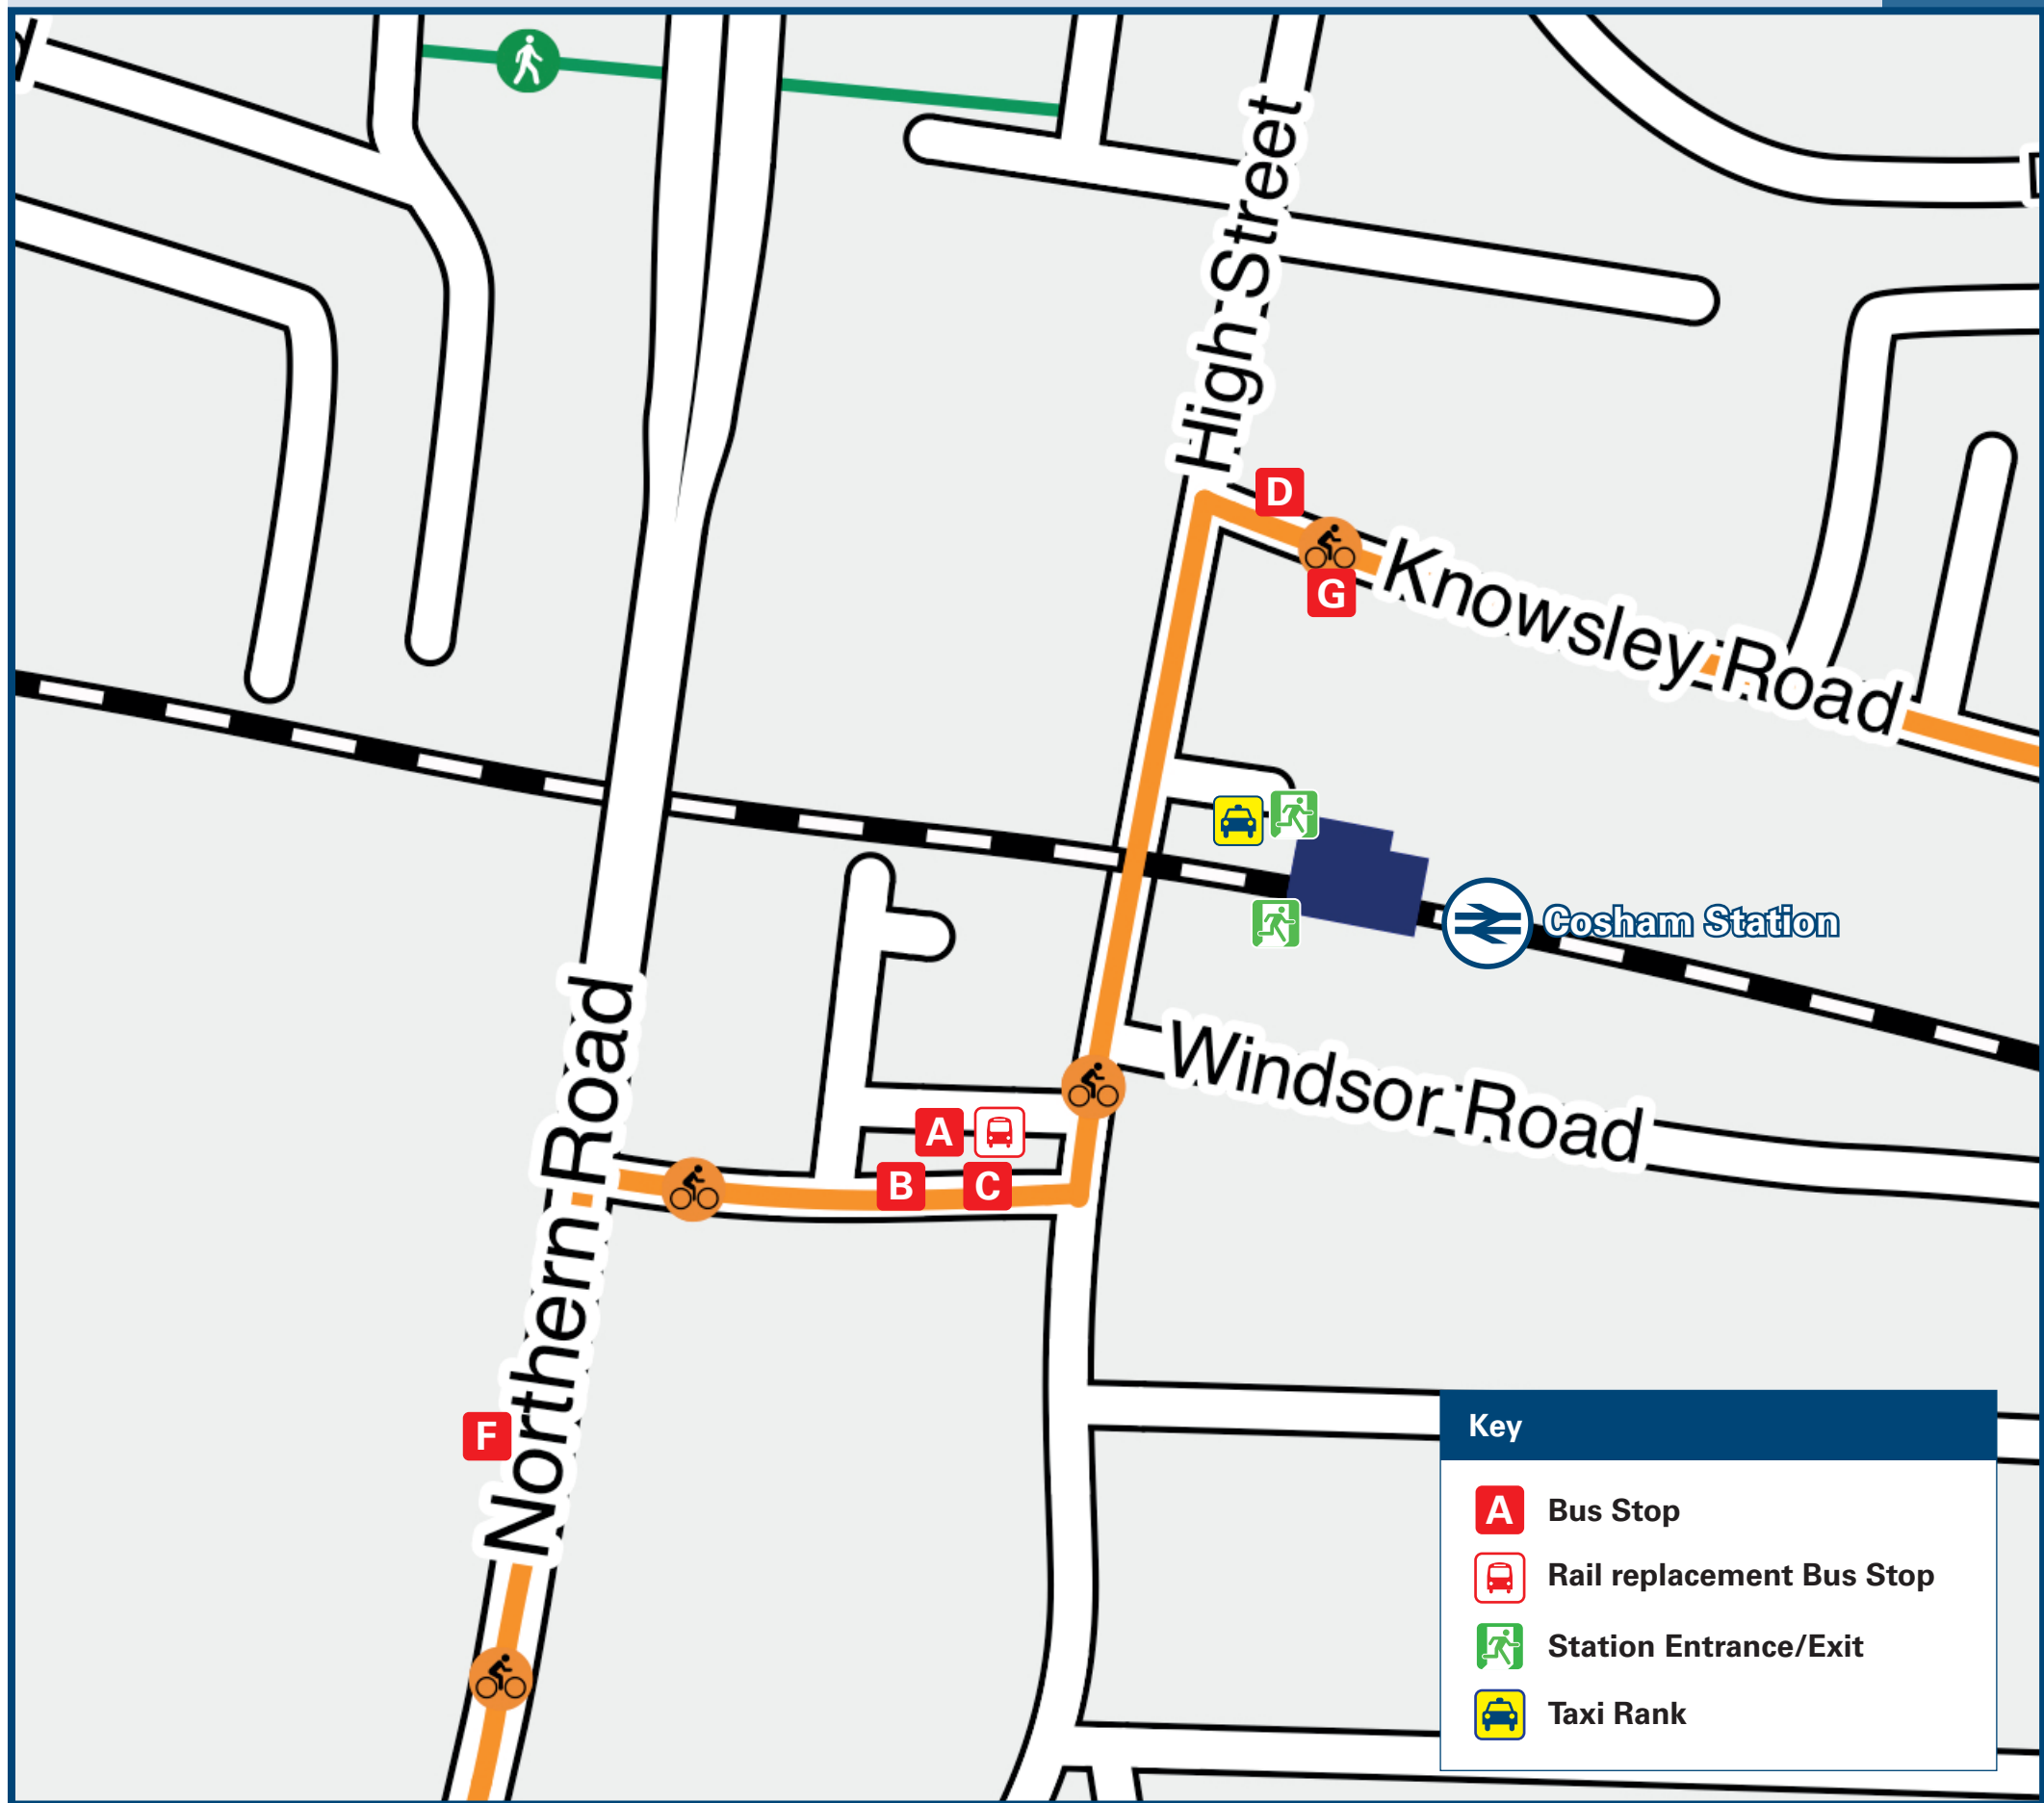 High Street
D
G
Knowsley Road
Cosham Station
Windsor Road
A
B
C
Northern Road
F
Key
A Bus Stop
Rail replacement Bus Stop
Station Entrance/Exit
Taxi Rank